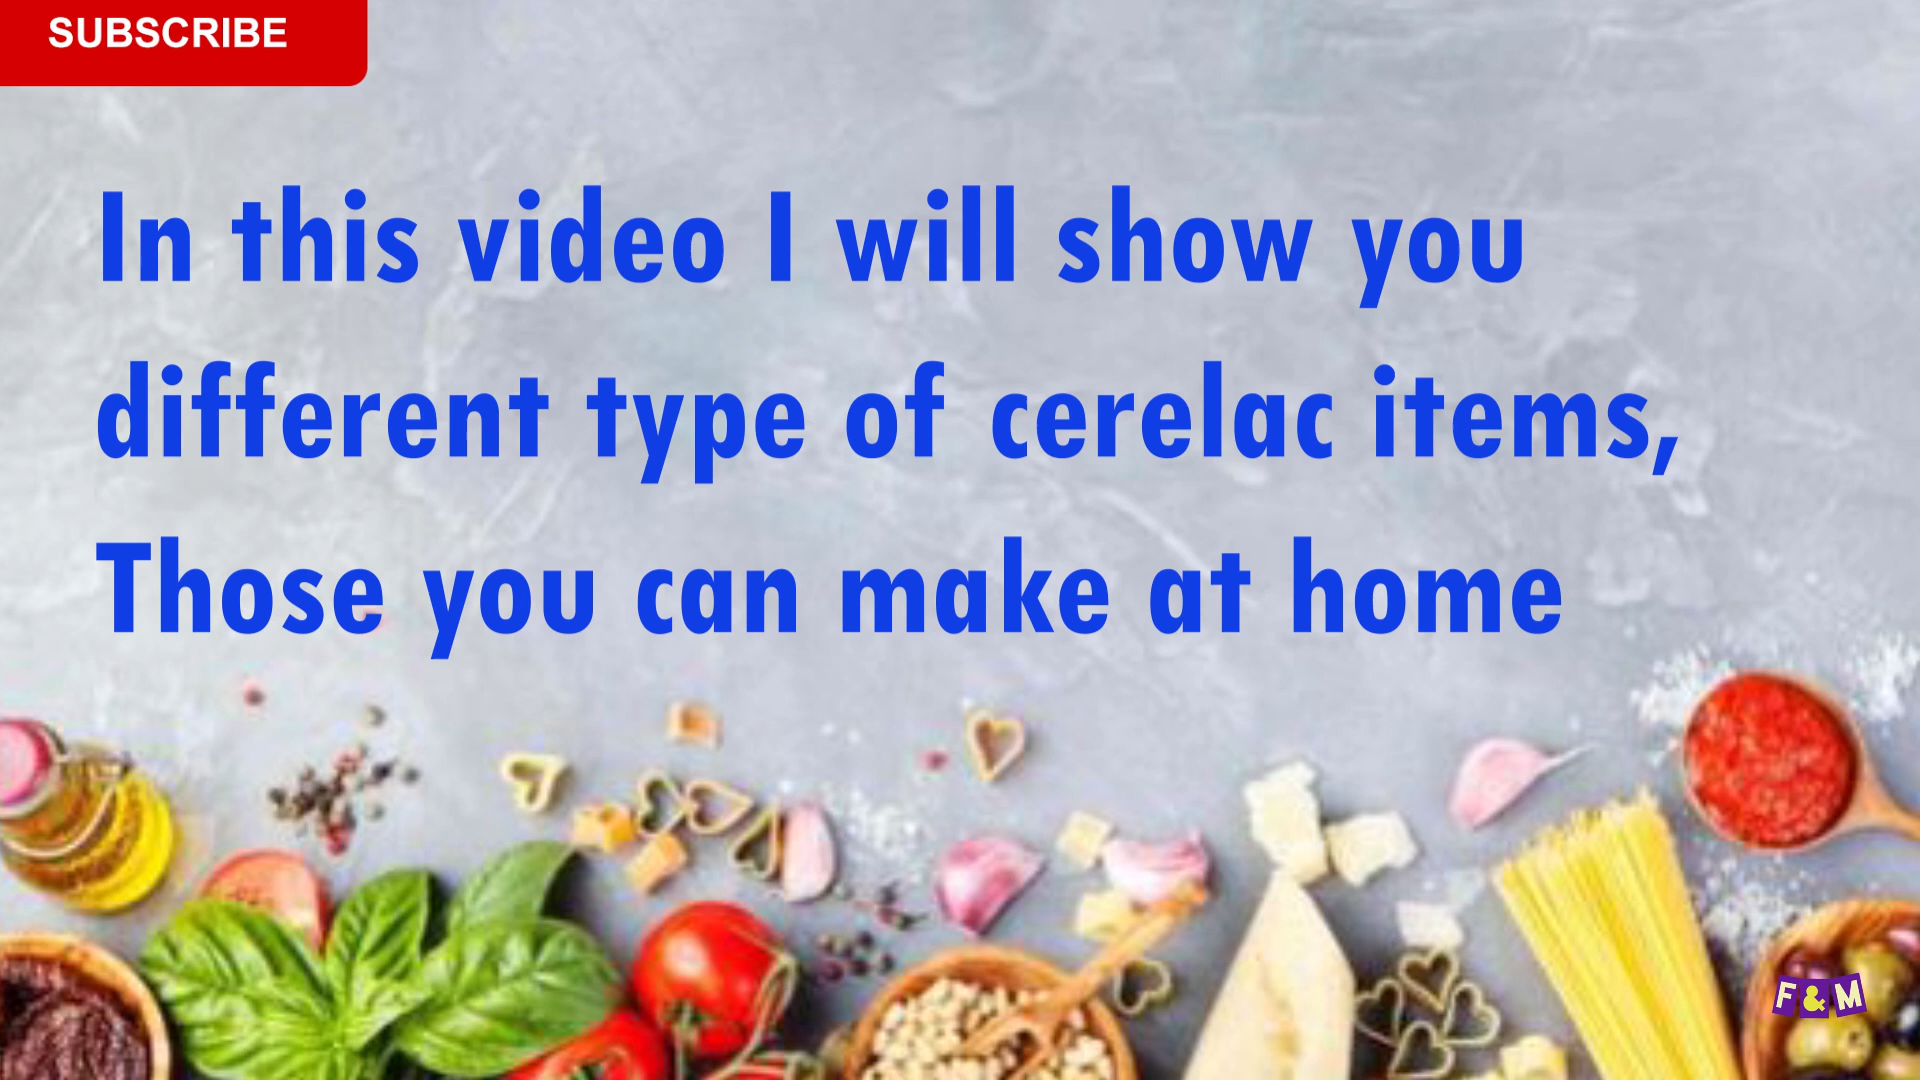 SUBSCRIBE
In this video I will show you
different type of cerelac items,
Those you can make at home
F&M